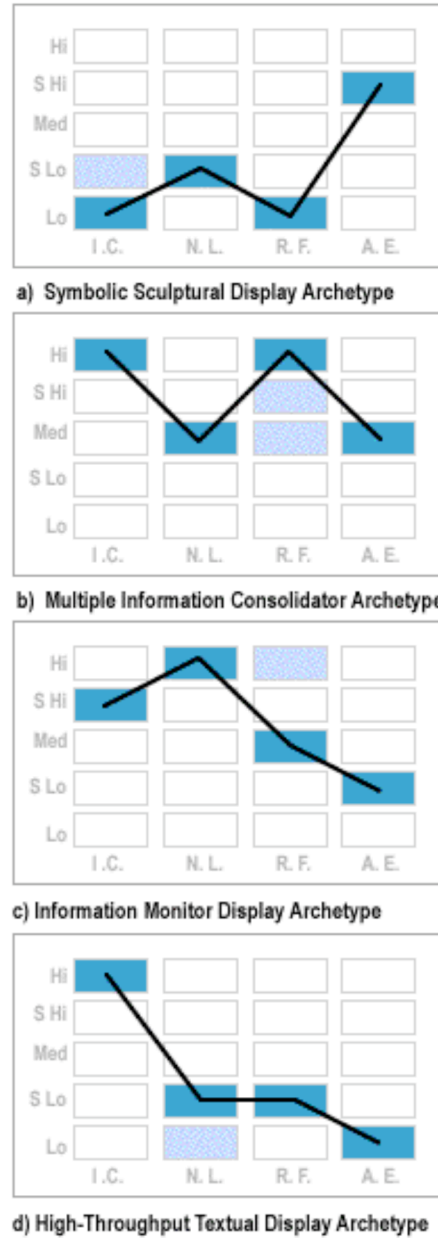 Hi
S Hi
Med
S Lo
Lo
I .C. N. L. R. F. A. E.
a) Symbolic Sculptural Display Archetype
Hi
S Hi
Med
S Lo
Lo
I .C. N. L. R. F. A. E.
b) Multiple Information Consolidator Archetype
Hi
S Hi
Med
S Lo
Lo
I .C. N. L. R. F. A. E.
c) Information Monitor Display Archetype
Hi
S Hi
Med
S Lo
Lo
I .C. N. L. R. F. A. E.
d) High-Throughput Textual Display Archetype